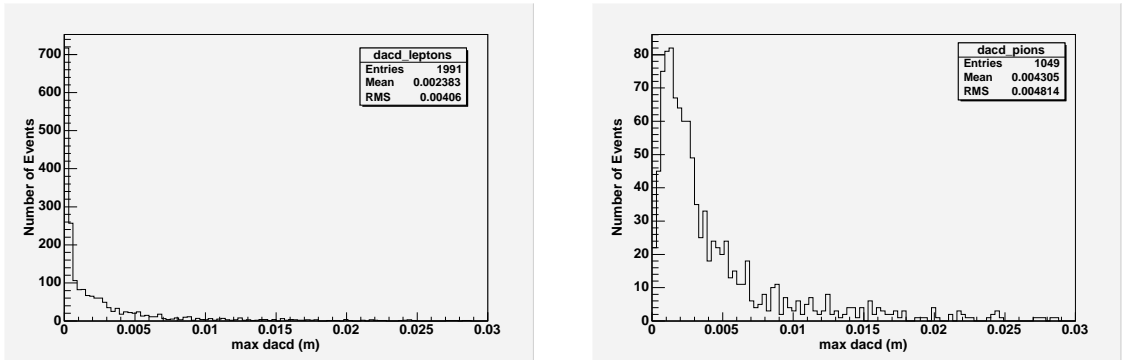 dacd_leptons
Entries 1991
Mean 0.002383
RMS 0.00406
Number of Events
700
600
500
400
300
200
100
0
0 0.005 0.01 0.015 0.02 0.025 0.03
max dacd (m)
dacd_pions
Entries 1049
Mean 0.004305
RMS 0.004814
Number of Events
80
70
60
50
40
30
20
10
0
0 0.005 0.01 0.015 0.02 0.025 0.03
max dacd (m)